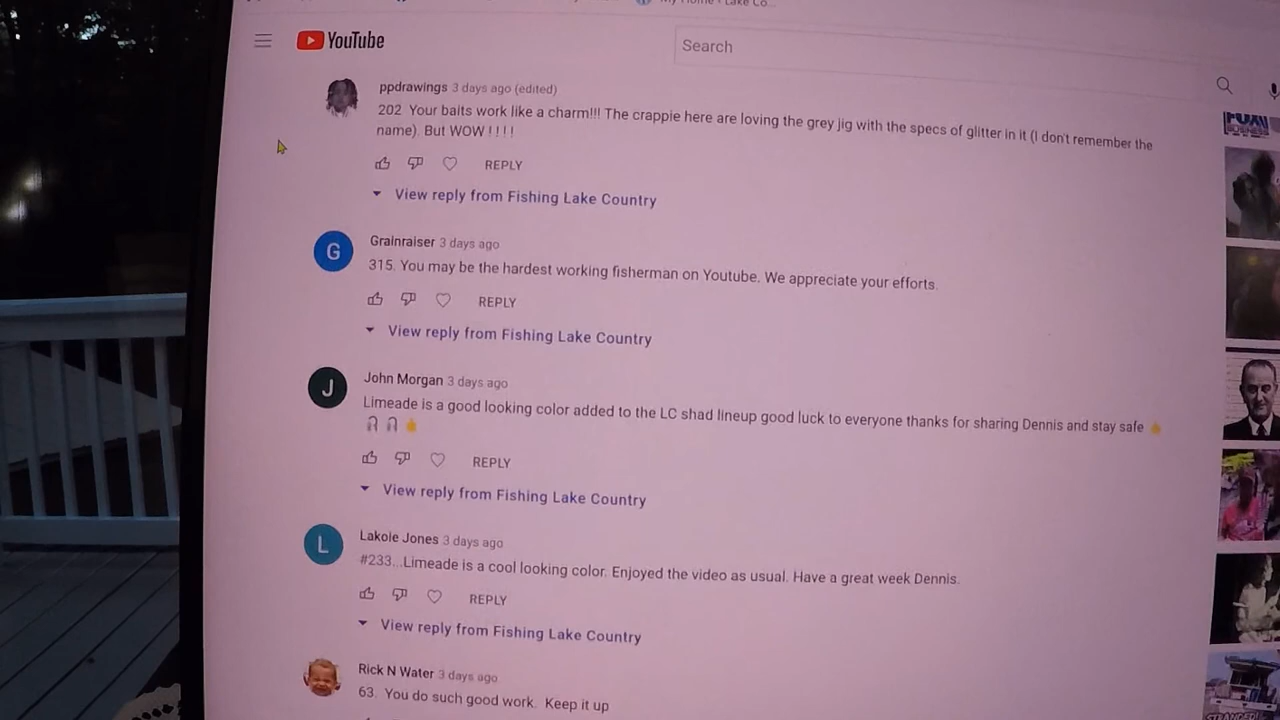 YouTube
Search
ppdrawings 3 days ago (edited)
202 Your baits work like a charm!!! The crappie here are loving the grey jig with the specs of glitter in it (I don't remember the
name). But WOW ! ! ! !
REPLY
View reply from Fishing Lake Country
G
Grainraiser 3 days ago
315. You may be the hardest working fisherman on Youtube. We appreciate your efforts.
REPLY
View reply from Fishing Lake Country
J
John Morgan 3 days ago
Limeade is a good looking color added to the LC shad lineup good luck to everyone thanks for sharing Dennis and stay safe
REPLY
View reply from Fishing Lake Country
L
Lakoie Jones 3 days ago
#233...Limeade is a cool looking color. Enjoyed the video as usual. Have a great week Dennis.
REPLY
View reply from Fishing Lake Country
Rick N Water 3 days ago
63. You do such good work. Keep it up
BUSINESS